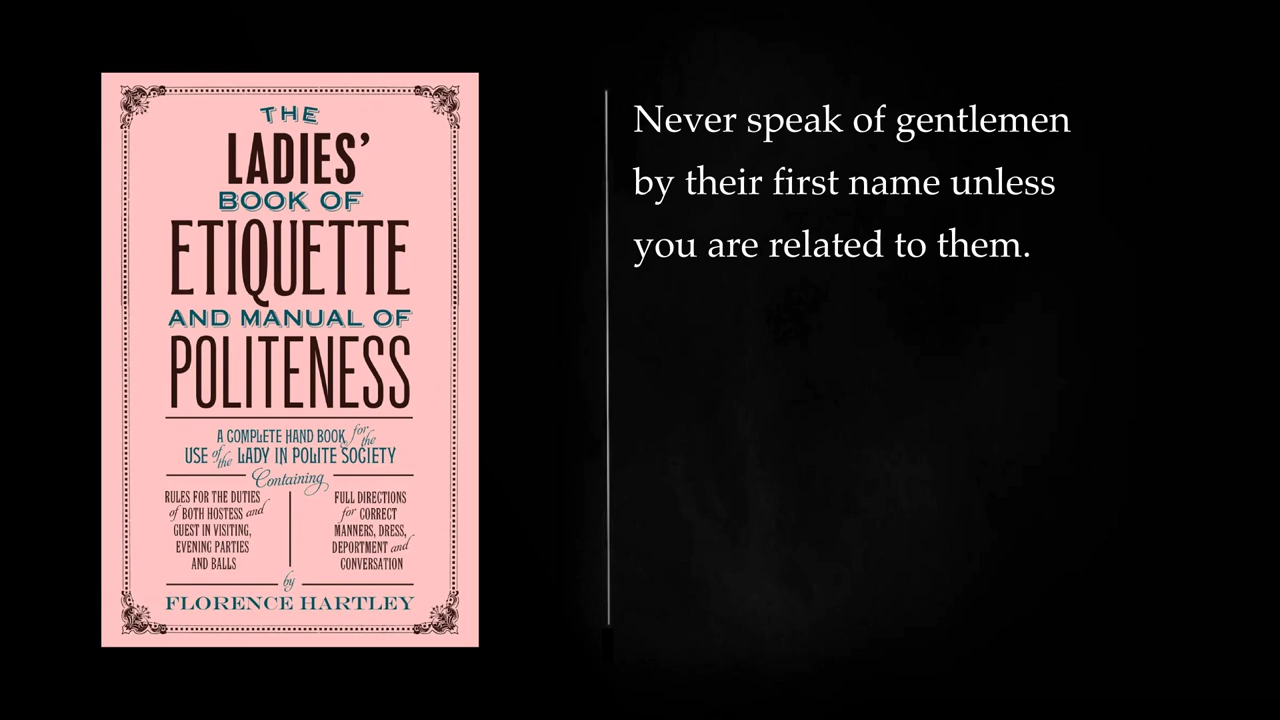 THE
LADIES'
BOOK OF
ETIQUETTE
AND MANUAL OF
POLITENESS
A COMPLETE HAND BOOK for the
USE of the LADY IN POLITE SOCIETY
Containing
RULES FOR THE DUTIES
of BOTH HOSTESS and
GUEST IN VISITING,
EVENING PARTIES
AND BALLS
FULL DIRECTIONS
for CORRECT
MANNERS, DRESS,
DEPORTMENT and
CONVERSATION
by
FLORENCE HARTLEY
Never speak of gentlemen
by their first name unless
you are related to them.